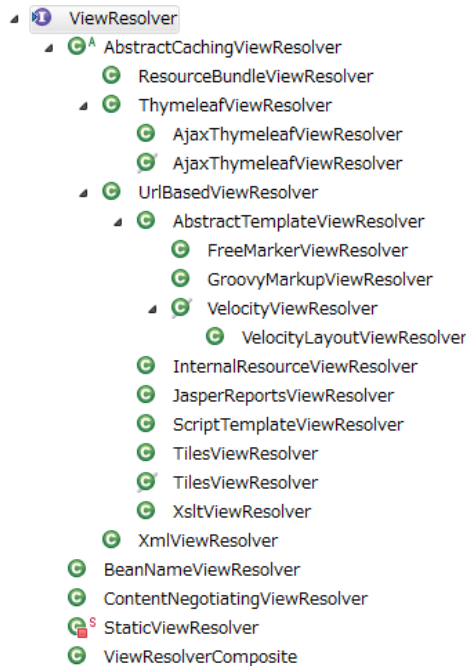 ViewResolver
AbstractCachingViewResolver
ResourceBundleViewResolver
ThymeleafViewResolver
AjaxThymeleafViewResolver
AjaxThymeleafViewResolver
UrlBasedViewResolver
AbstractTemplateViewResolver
FreeMarkerViewResolver
GroovyMarkupViewResolver
VelocityViewResolver
VelocityLayoutViewResolver
InternalResourceViewResolver
JasperReportsViewResolver
ScriptTemplateViewResolver
TilesViewResolver
TilesViewResolver
XsltViewResolver
XmlViewResolver
BeanNameViewResolver
ContentNegotiatingViewResolver
StaticViewResolver
ViewResolverComposite